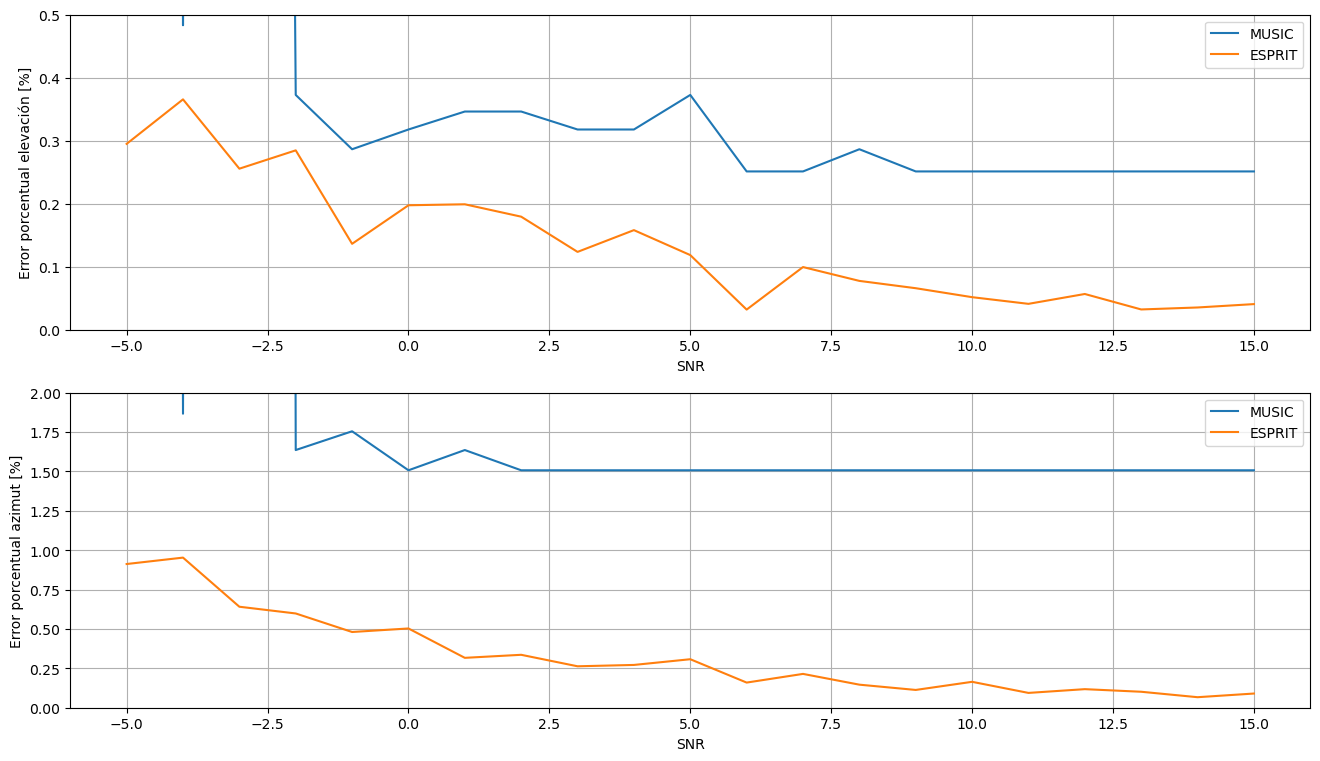 Error porcentual elevación [%]
0.5
0.4
0.3
0.2
0.1
0.0
MUSIC
ESPRIT
−5.0 −2.5 0.0 2.5 5.0 7.5 10.0 12.5 15.0
SNR
Error porcentual azimut [%]
2.00
1.75
1.50
1.25
1.00
0.75
0.50
0.25
0.00
MUSIC
ESPRIT
−5.0 −2.5 0.0 2.5 5.0 7.5 10.0 12.5 15.0
SNR